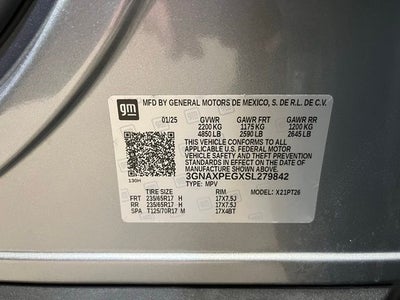 gm
MFD BY GENERAL MOTORS DE MEXICO, S. DE R.L. DE C.V.
01/25 GVWR GAWR FRT GAWR RR
2200 KG 1175 KG 1200 KG
4850 LB 2590 LB 2645 LB
THIS VEHICLE CONFORMS TO ALL
APPLICABLE U.S. FEDERAL MOTOR
VEHICLE SAFETY, BUMPER, AND THEFT
PREVENTION STANDARDS IN EFFECT ON THE DATE OF
MANUFACTURE SHOWN ABOVE.
3GNAXPEGXSL279842
TYPE: MPV MODEL: X21PT26
TIRE SIZE RIM
FRT 235/65R17 H 17X7.5J
RR 235/65R17 H 17X7.5J
SPA T125/70R17 M 17X4BT